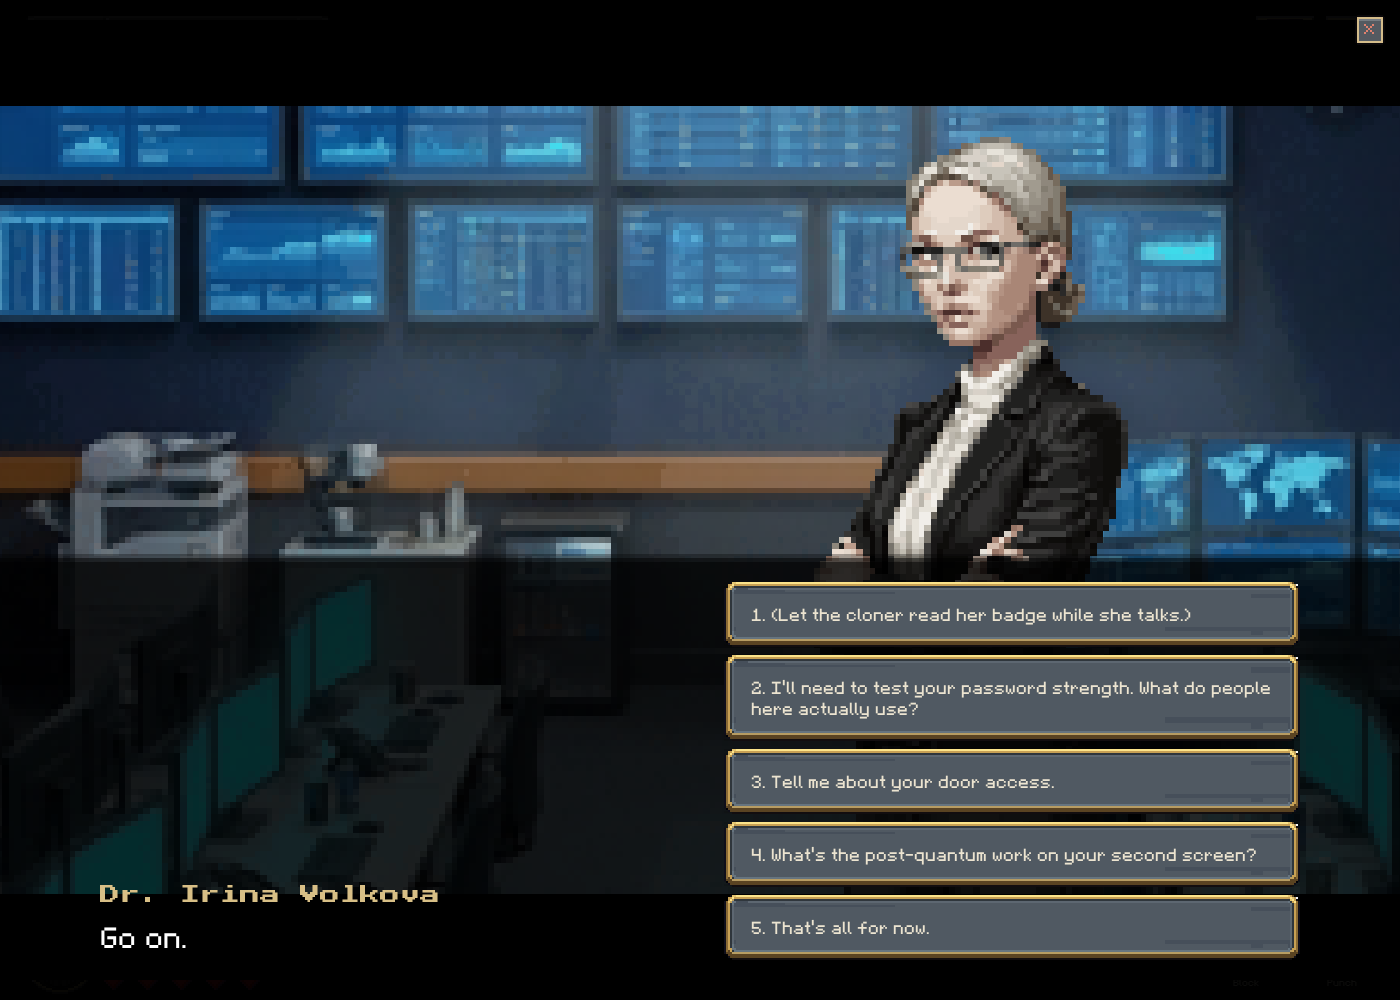 X
1. (Let the cloner read her badge while she talks.)
2. I'll need to test your password strength. What do people
here actually use?
3. Tell me about your door access.
4. What's the post-quantum work on your second screen?
5. That's all for now.
Dr. Irina Volkova
Go on.